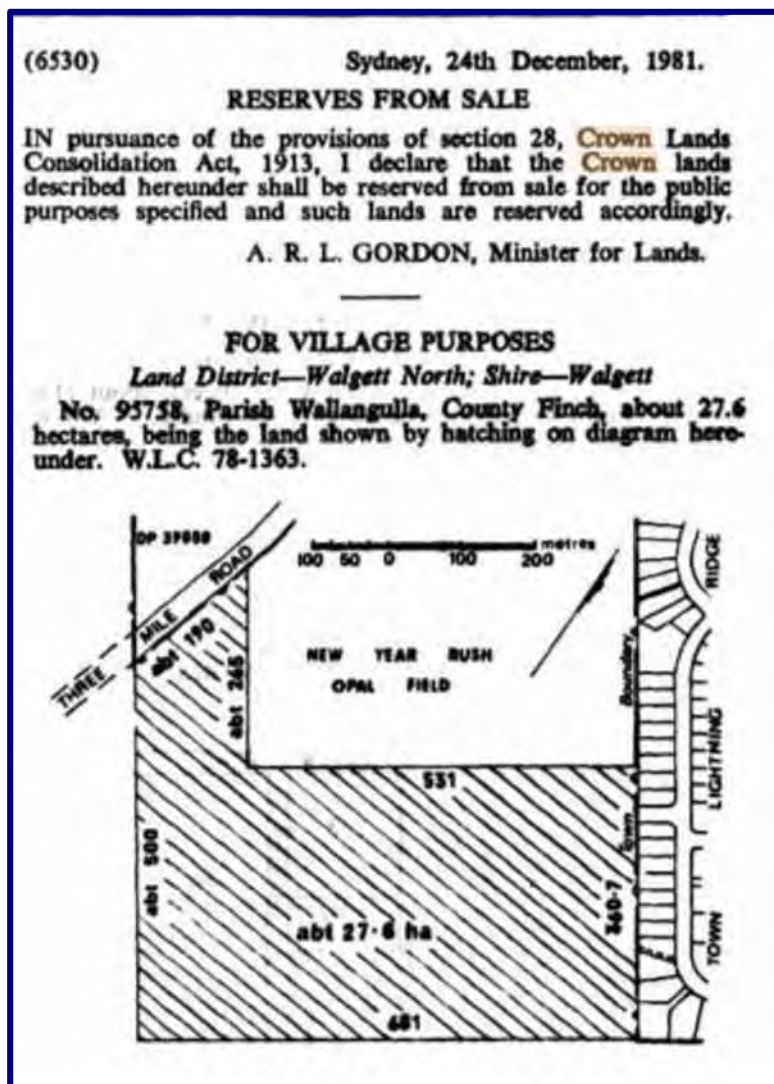 (6530) Sydney, 24th December, 1981.
RESERVES FROM SALE
IN pursuance of the provisions of section 28, Crown Lands
Consolidation Act, 1913, I declare that the Crown lands
described hereunder shall be reserved from sale for the public
purposes specified and such lands are reserved accordingly.
A. R. L. GORDON, Minister for Lands.
FOR VILLAGE PURPOSES
Land District—Walgett North; Shire—Walgett
No. 95758, Parish Wallangulla, County Finch, about 27.6
hectares, being the land shown by hatching on diagram here-
under. W.L.C. 78-1363.
DP 39888
THREE MILE ROAD
100 50 0 100 200 metres
abt 190
abt 265
NEW YEAR RUSH
OPAL FIELD
531
abt 500
abt 27·6 ha
360·7
681
Town Boundary
TOWN LIGHTNING RIDGE